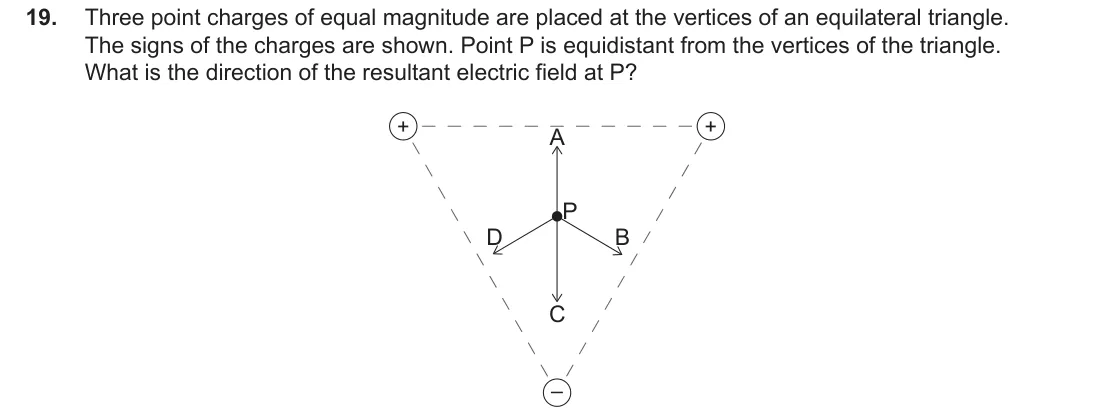 19. Three point charges of equal magnitude are placed at the vertices of an equilateral triangle.
The signs of the charges are shown. Point P is equidistant from the vertices of the triangle.
What is the direction of the resultant electric field at P?
+ +
A
P
D B
C
−